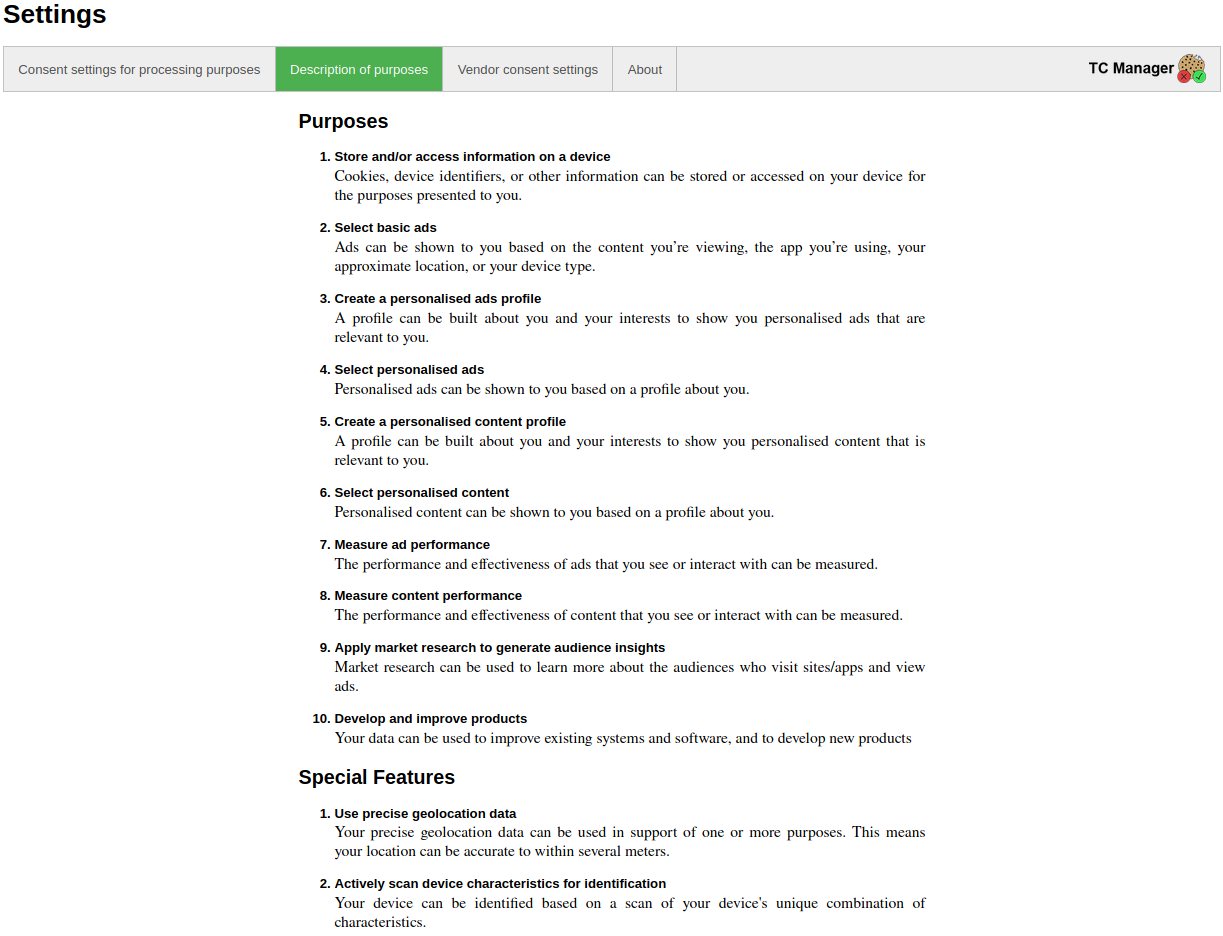 Settings
Consent settings for processing purposes
Description of purposes
Vendor consent settings
About
TC Manager
Purposes
1. Store and/or access information on a device
Cookies, device identifiers, or other information can be stored or accessed on your device for
the purposes presented to you.
2. Select basic ads
Ads can be shown to you based on the content you’re viewing, the app you’re using, your
approximate location, or your device type.
3. Create a personalised ads profile
A profile can be built about you and your interests to show you personalised ads that are
relevant to you.
4. Select personalised ads
Personalised ads can be shown to you based on a profile about you.
5. Create a personalised content profile
A profile can be built about you and your interests to show you personalised content that is
relevant to you.
6. Select personalised content
Personalised content can be shown to you based on a profile about you.
7. Measure ad performance
The performance and effectiveness of ads that you see or interact with can be measured.
8. Measure content performance
The performance and effectiveness of content that you see or interact with can be measured.
9. Apply market research to generate audience insights
Market research can be used to learn more about the audiences who visit sites/apps and view
ads.
10. Develop and improve products
Your data can be used to improve existing systems and software, and to develop new products
Special Features
1. Use precise geolocation data
Your precise geolocation data can be used in support of one or more purposes. This means
your location can be accurate to within several meters.
2. Actively scan device characteristics for identification
Your device can be identified based on a scan of your device's unique combination of
characteristics.